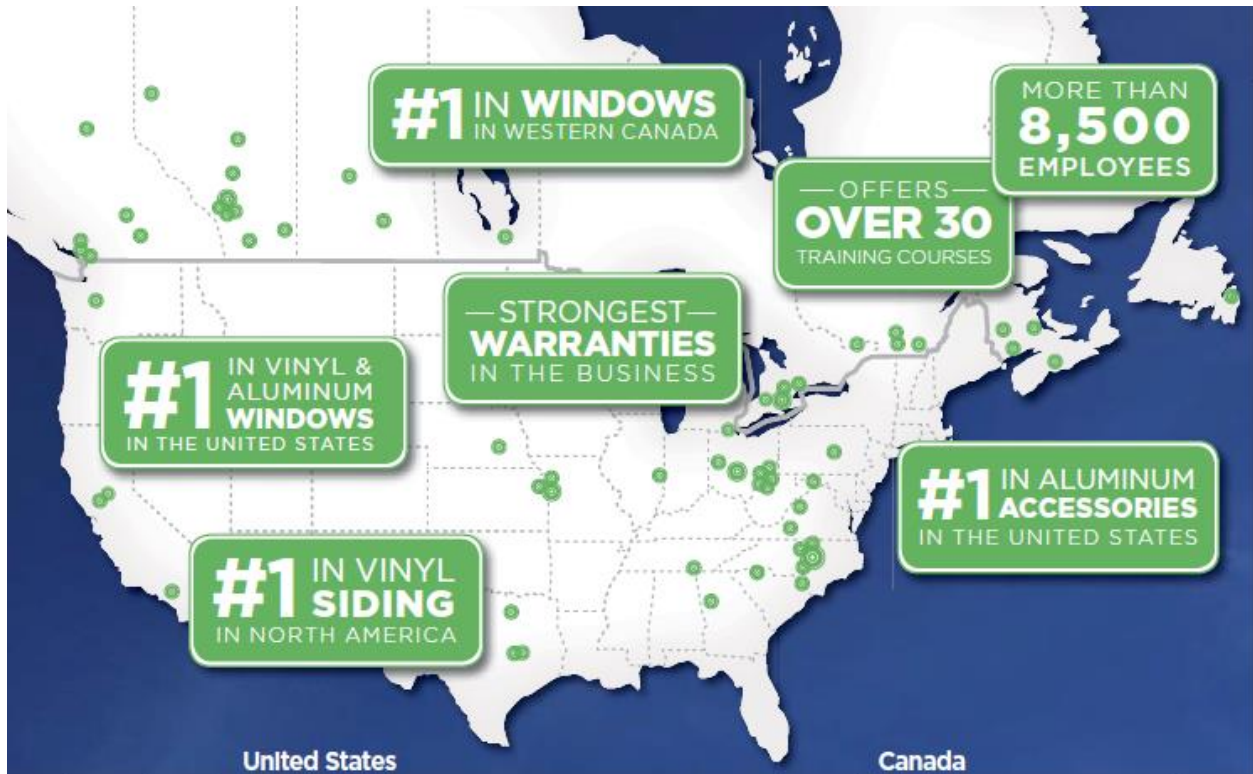 #1 IN WINDOWS
IN WESTERN CANADA
MORE THAN
8,500
EMPLOYEES
OFFERS
OVER 30
TRAINING COURSES
STRONGEST
WARRANTIES
IN THE BUSINESS
#1 IN VINYL &
ALUMINUM
WINDOWS
IN THE UNITED STATES
#1 IN ALUMINUM
ACCESSORIES
IN THE UNITED STATES
#1 IN VINYL
SIDING
IN NORTH AMERICA
United States
Canada